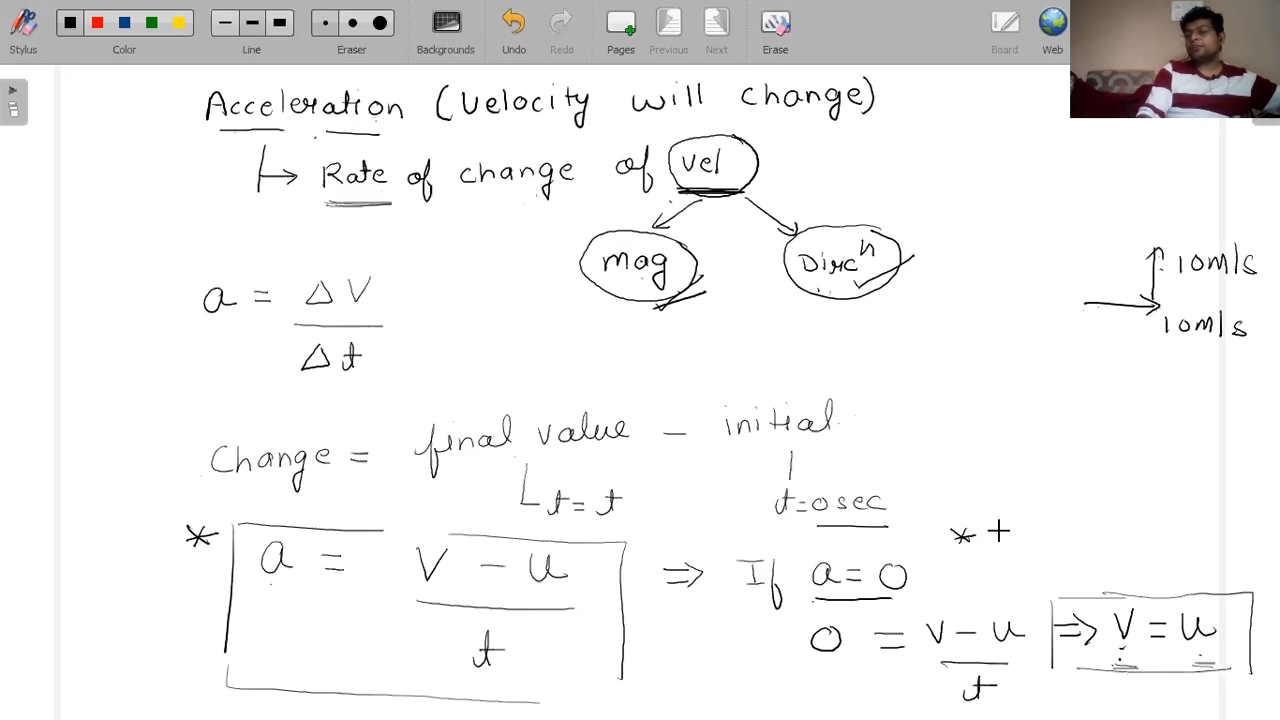 Stylus Color Line Eraser Backgrounds Undo Redo Pages Previous Next Erase Board Web
Acceleration (Velocity will change)
Rate of change of vel
mag Dircⁿ
10m/s
10m/s
a = ΔV
Δt
Change = final value - initial
t = t t = 0 sec
* a = V - u
t
⇒ If a = 0
* +
0 = v - u
t
⇒ V = u